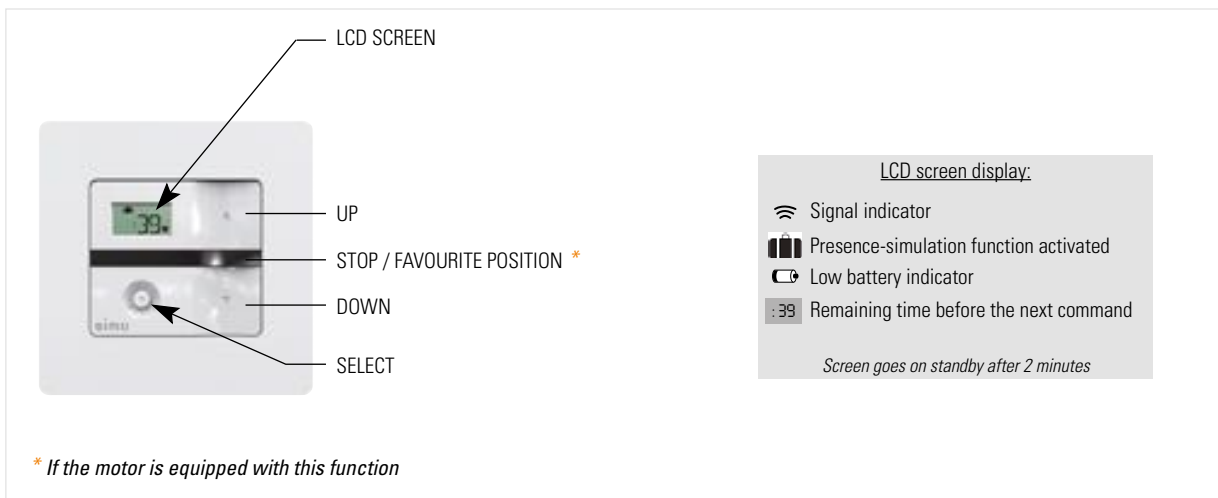 LCD SCREEN
UP
STOP / FAVOURITE POSITION *
DOWN
SELECT
:39
simu
* If the motor is equipped with this function
LCD screen display:
Signal indicator
Presence-simulation function activated
Low battery indicator
:39 Remaining time before the next command
Screen goes on standby after 2 minutes